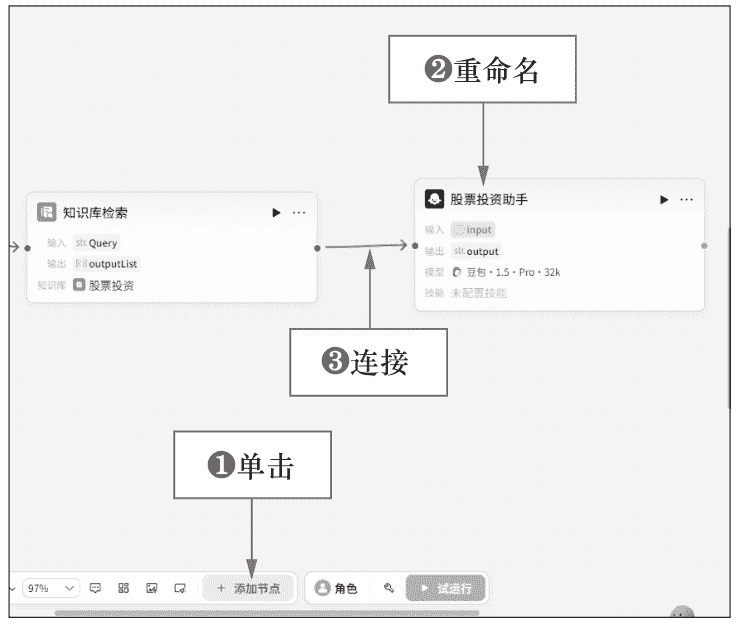 ❷重命名
知识库检索
输入 str. Query
输出 [≡] outputList
知识库 股票投资
股票投资助手
输入 input
输出 str. output
模型 豆包·1.5·Pro·32k
技能 未配置技能
❸连接
❶单击
97%
+ 添加节点
角色
试运行